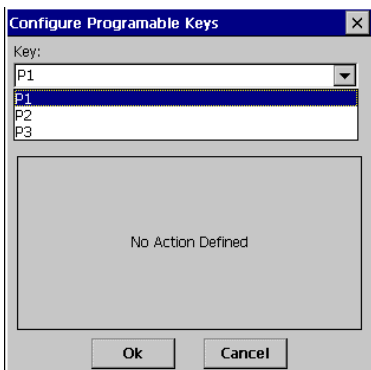 Configure Programable Keys
Key:
P1
P1
P2
P3
No Action Defined
Ok Cancel